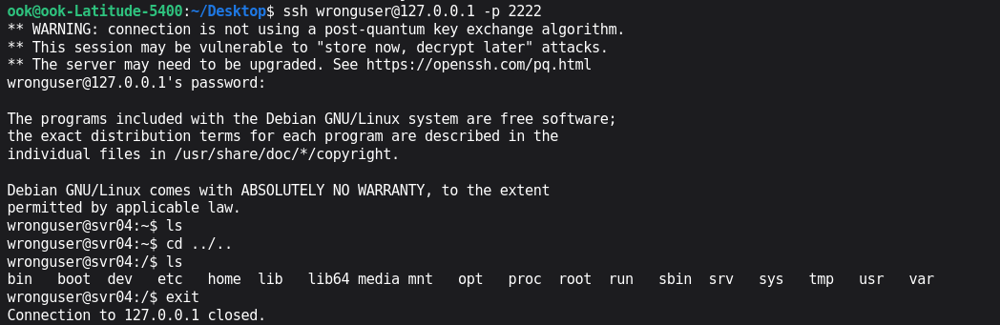 ook@ook-Latitude-5400:~/Desktop$ ssh wronguser@127.0.0.1 -p 2222
** WARNING: connection is not using a post-quantum key exchange algorithm.
** This session may be vulnerable to "store now, decrypt later" attacks.
** The server may need to be upgraded. See https://openssh.com/pq.html
wronguser@127.0.0.1's password:

The programs included with the Debian GNU/Linux system are free software;
the exact distribution terms for each program are described in the
individual files in /usr/share/doc/*/copyright.

Debian GNU/Linux comes with ABSOLUTELY NO WARRANTY, to the extent
permitted by applicable law.
wronguser@svr04:~$ ls
wronguser@svr04:~$ cd ../..
wronguser@svr04:/$ ls
bin   boot  dev   etc   home  lib   lib64 media mnt   opt   proc  root  run   sbin  srv   sys   tmp   usr   var
wronguser@svr04:/$ exit
Connection to 127.0.0.1 closed.